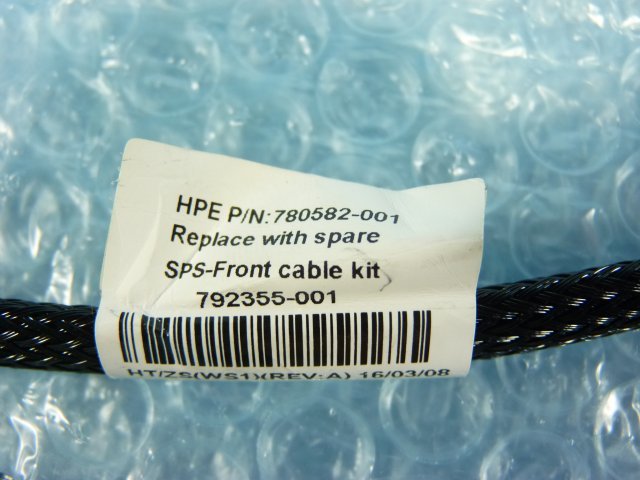 HPE P/N:780582-001
Replace with spare
SPS-Front cable kit
792355-001
HT/ZS(WS1)(REV:A) 16/03/08